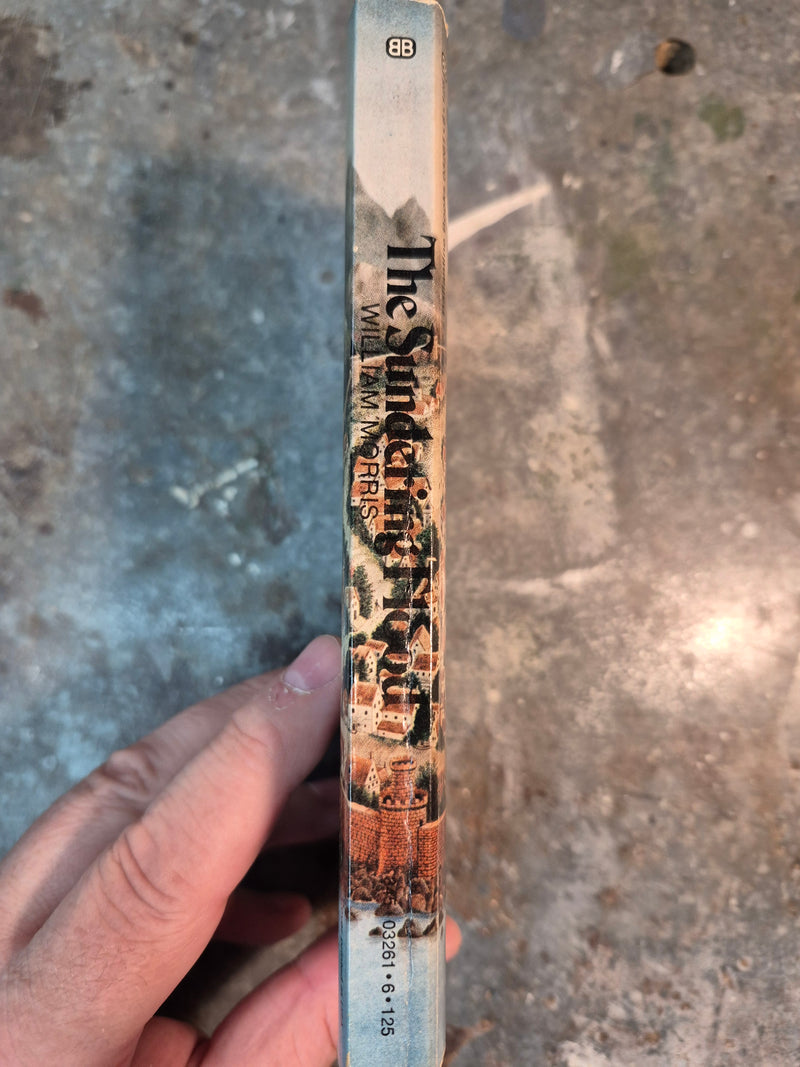 BB
The Sundering Flood
WILLIAM MORRIS
03261•6•125